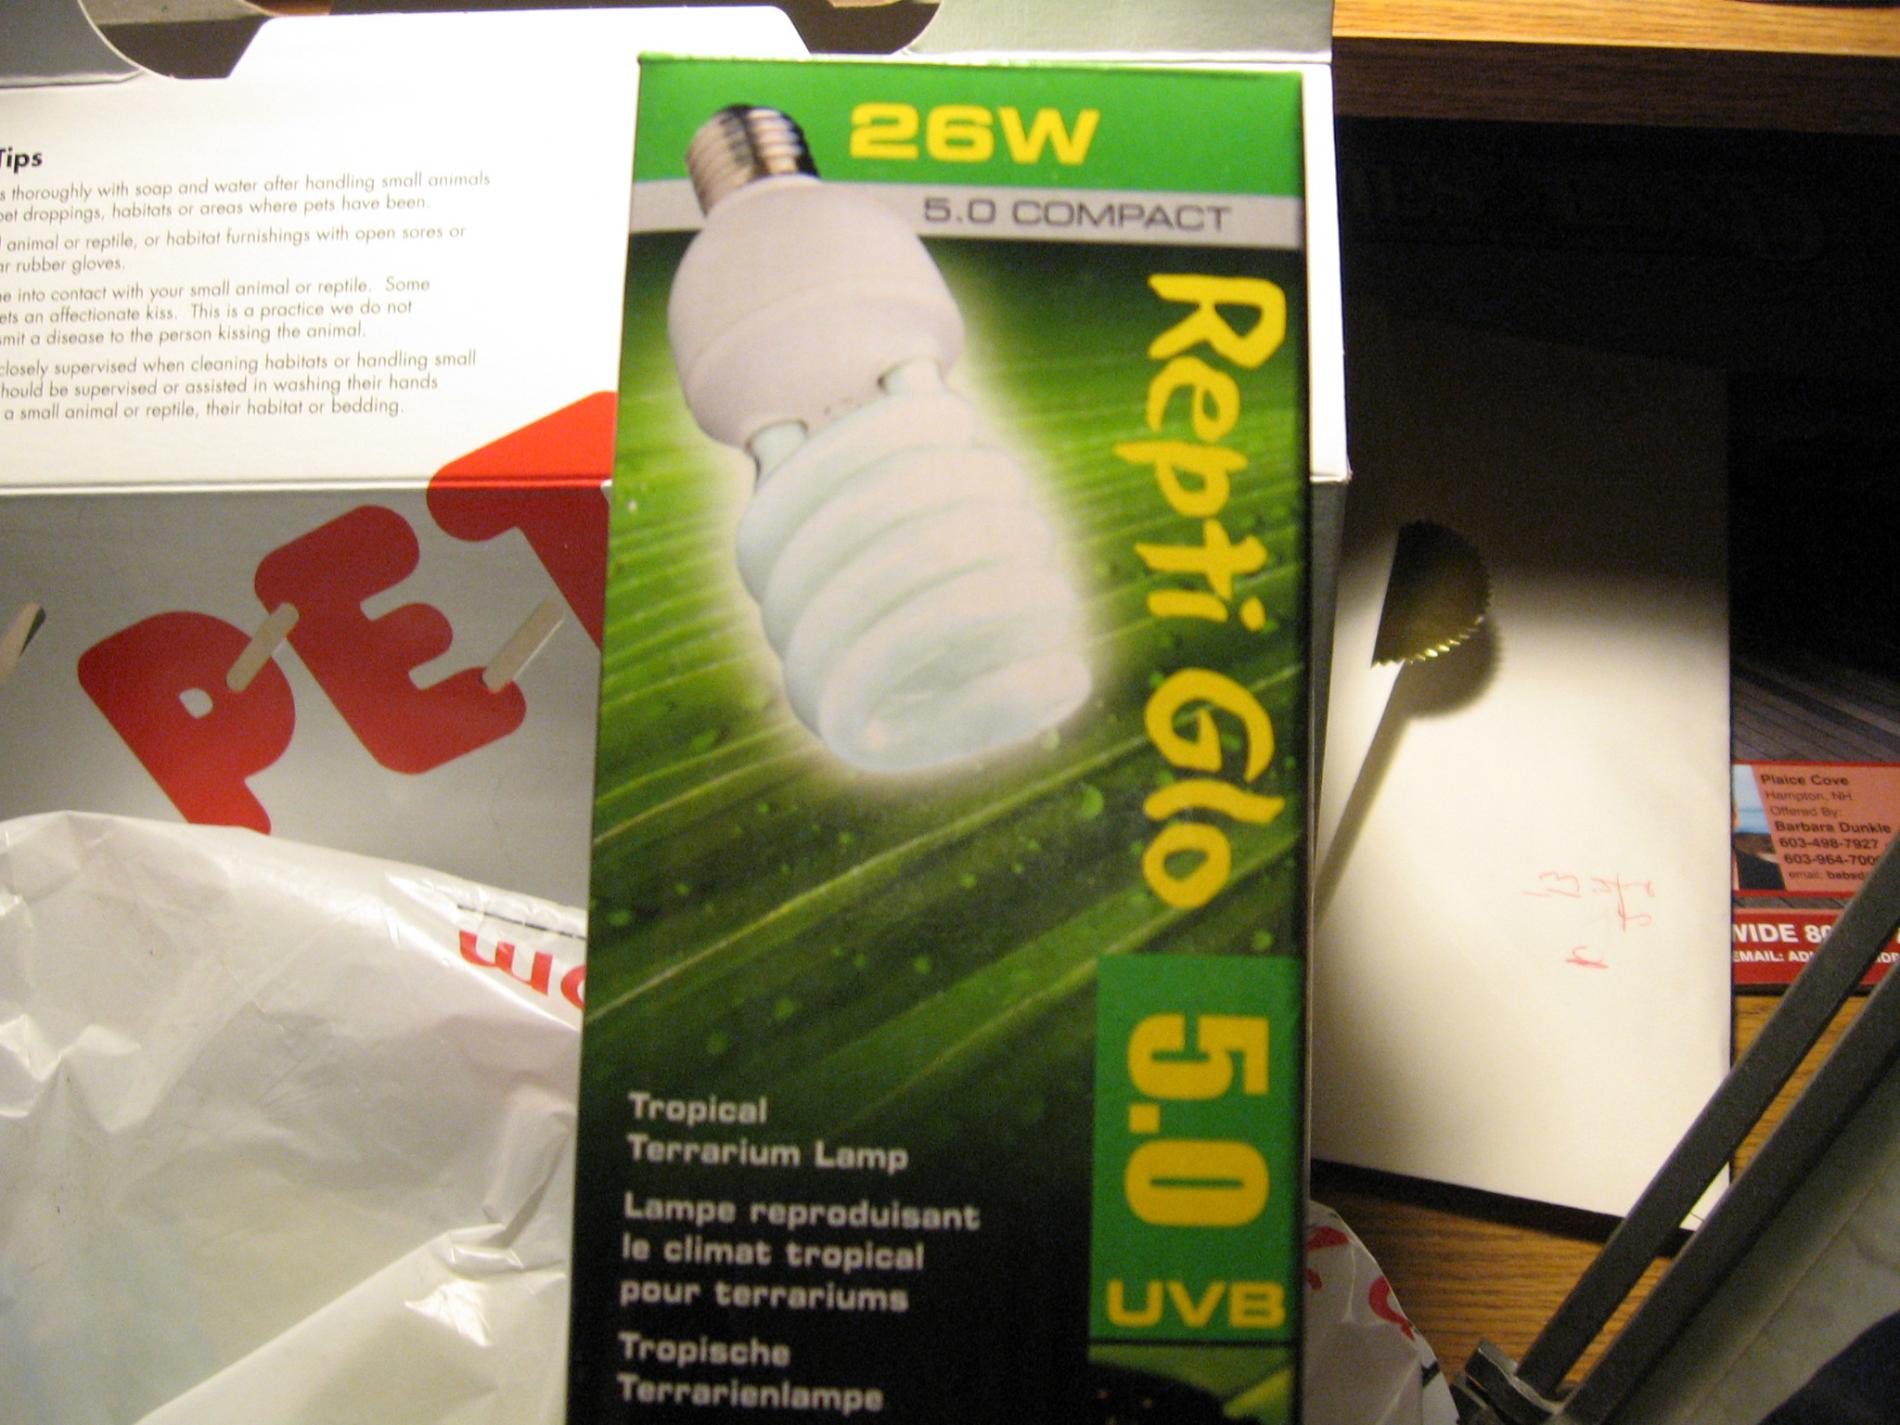 Tips
thoroughly with soap and water after handling small animals
pet droppings, habitats or areas where pets have been.
animal or reptile, or habitat furnishings with open sores or
rubber gloves.
into contact with your small animal or reptile. Some
an affectionate kiss. This is a practice we do not
a disease to the person kissing the animal.
closely supervised when cleaning habitats or handling small
should be supervised or assisted in washing their hands
a small animal or reptile, their habitat or bedding.
PET
26W
5.0 COMPACT
Repti Glo
5.0
UVB
Tropical
Terrarium Lamp
Lampe reproduisant
le climat tropical
pour terrariums
Tropische
Terrarienlampe
Plaice Cove
Hampton, NH
Offered By:
Barbara Dunkle
603-498-7927
603-964-700
email:
WIDE
EMAIL: